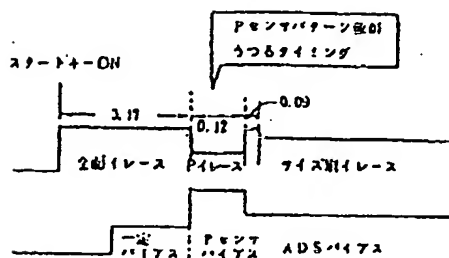 Pセンサパターン
うつるタイミング
スタートキーON
3.17
0.12
0.09
全面イレース
Pイレース
サイズ別イレース
一定
バイアス
Pセンサ
バイアス
ADSバイアス